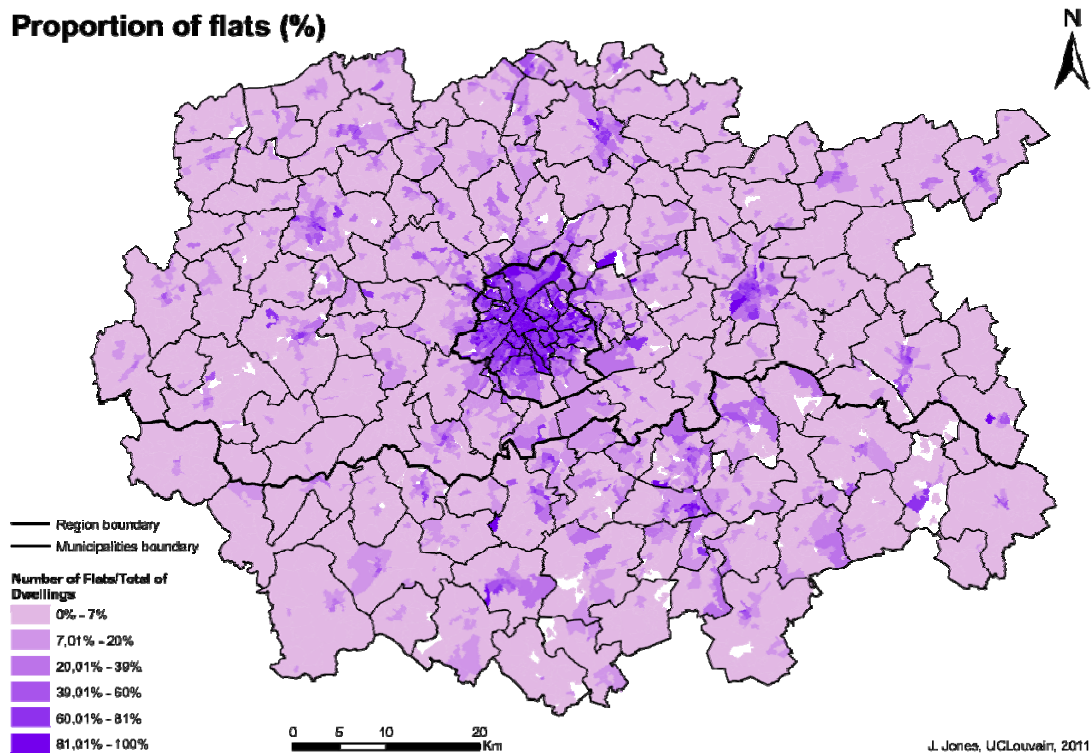 Proportion of flats (%)
N
Region boundary
Municipalities boundary
Number of Flats/Total of
Dwellings
0% - 7%
7,01% - 20%
20,01% - 39%
39,01% - 60%
60,01% - 81%
81,01% - 100%
0 5 10 20
Km
J. Jones, UCLouvain, 2011